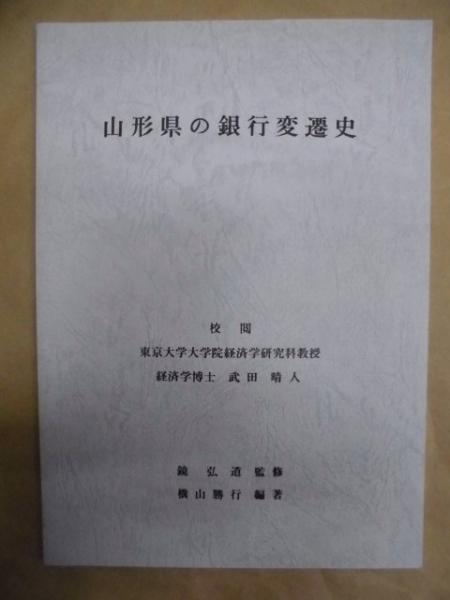 山形県の銀行変遷史
校閲
東京大学大学院経済学研究科教授
経済学博士 武田晴人
鏡弘道監修
横山勝行編著